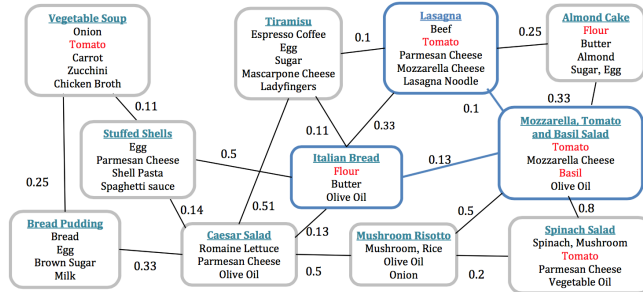 Vegetable Soup
Onion
Tomato
Carrot
Zucchini
Chicken Broth
Tiramisu
Espresso Coffee
Egg
Sugar
Mascarpone Cheese
Ladyfingers
Lasagna
Beef
Tomato
Parmesan Cheese
Mozzarella Cheese
Lasagna Noodle
Almond Cake
Flour
Butter
Almond
Sugar, Egg
0.1
0.25
0.11
0.11
0.33
0.1
0.33
Stuffed Shells
Egg
Parmesan Cheese
Shell Pasta
Spaghetti sauce
0.5
Italian Bread
Flour
Butter
Olive Oil
0.13
Mozzarella, Tomato
and Basil Salad
Tomato
Mozzarella Cheese
Basil
Olive Oil
0.25
0.14
0.51
0.13
0.5
0.8
Bread Pudding
Bread
Egg
Brown Sugar
Milk
0.33
Caesar Salad
Romaine Lettuce
Parmesan Cheese
Olive Oil
0.5
Mushroom Risotto
Mushroom, Rice
Olive Oil
Onion
0.2
Spinach Salad
Spinach, Mushroom
Tomato
Parmesan Cheese
Vegetable Oil